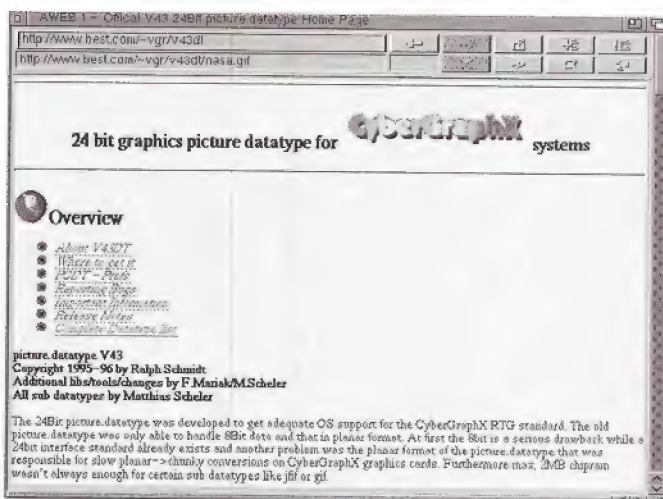 AWEB 1 - Offical V43 24Bit picture datatype Home Page
http://www.best.com/~vgr/v43dt
http://www.best.com/~vgr/v43dt/nasa.gif
24 bit graphics picture datatype for CyberGraphX systems
Overview
About V43DT
Where to get it
Prefs
Reporting Bugs
Important Information
Release Notes
Complete Datatype list
picture.datatype V43
Copyright 1995-96 by Ralph Schmidt
Additional libs/tools/changes by F.Mariak/M.Scheler
All sub datatypes by Matthias Scheler
The 24Bit picture.datatype was developed to get adequate OS support for the CyberGraphX RTG standard. The old
picture.datatype was only able to handle 8Bit data and that in planar format. At first the 8bit is a serious drawback while a
24bit interface standard already exists and another problem was the planar format of the picture.datatype that was
responsible for slow planar->chunky conversions on CyberGraphX graphics cards. Furthermore max. 2MB chipram
wasn't always enough for certain sub datatypes like jfif or gif.